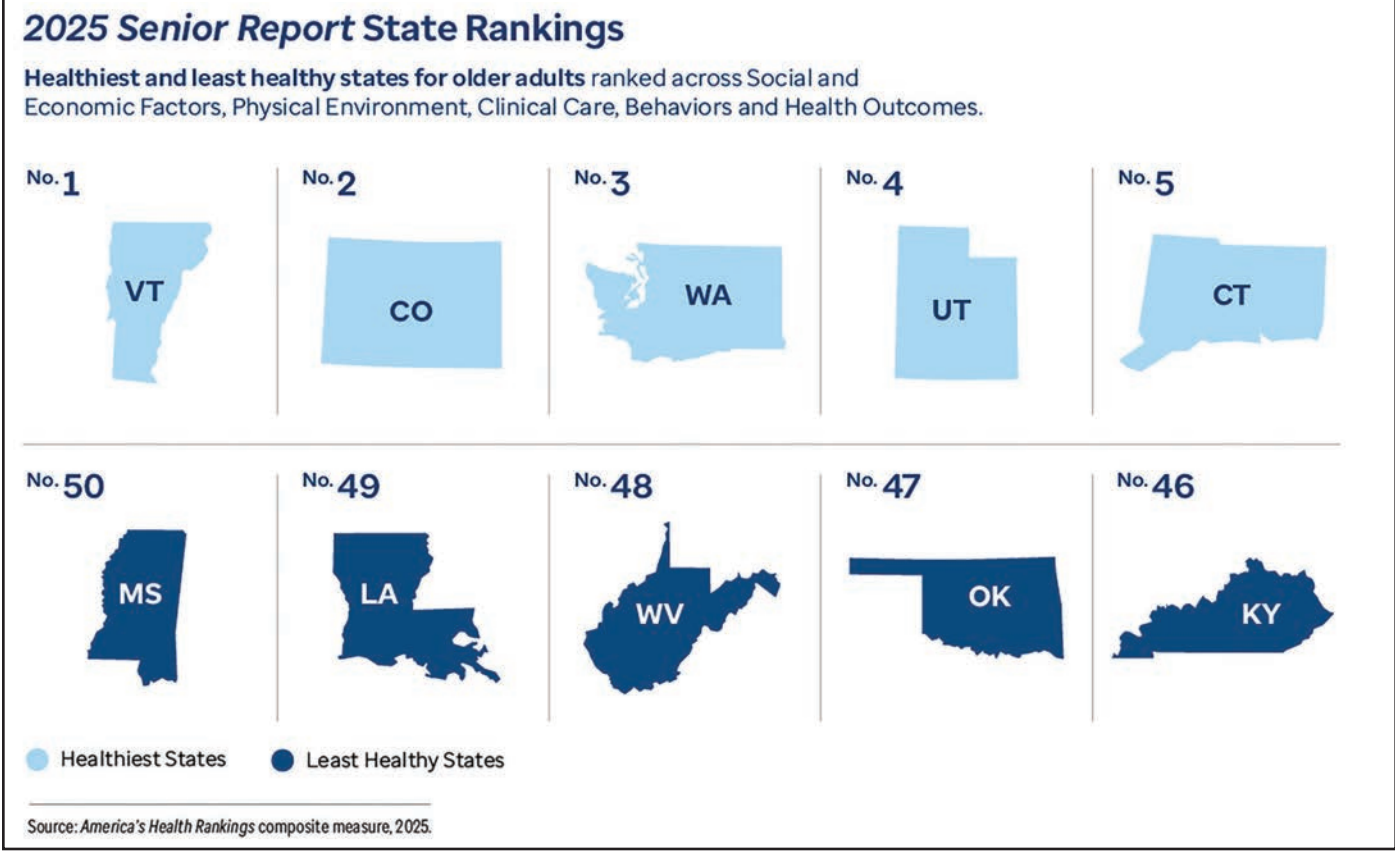 2025 Senior Report State Rankings
Healthiest and least healthy states for older adults ranked across Social and
Economic Factors, Physical Environment, Clinical Care, Behaviors and Health Outcomes.
No. 1
No. 2
No. 3
No. 4
No. 5
VT
CO
WA
UT
CT
No. 50
No. 49
No. 48
No. 47
No. 46
MS
LA
WV
OK
KY
Healthiest States
Least Healthy States
Source: America's Health Rankings composite measure, 2025.